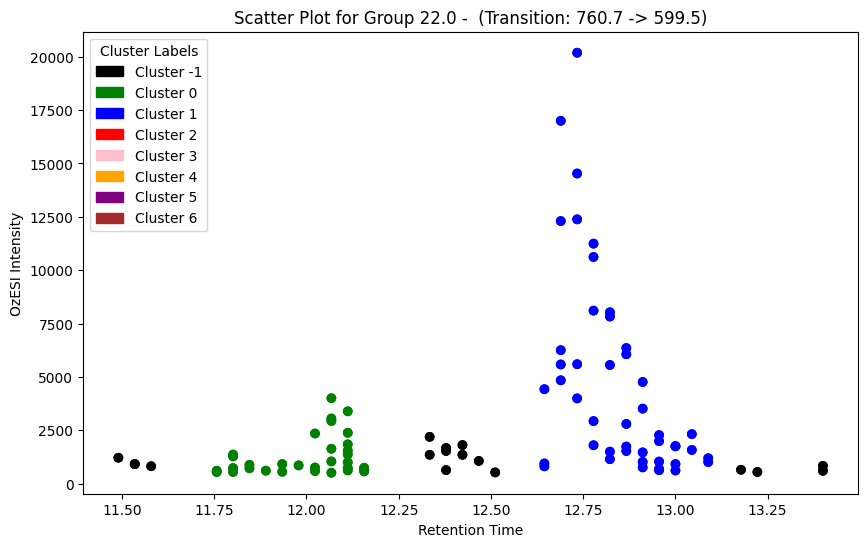 Scatter Plot for Group 22.0 -  (Transition: 760.7 -> 599.5)
Cluster Labels
Cluster -1
Cluster 0
Cluster 1
Cluster 2
Cluster 3
Cluster 4
Cluster 5
Cluster 6
OzESI Intensity
20000
17500
15000
12500
10000
7500
5000
2500
0
11.50 11.75 12.00 12.25 12.50 12.75 13.00 13.25
Retention Time